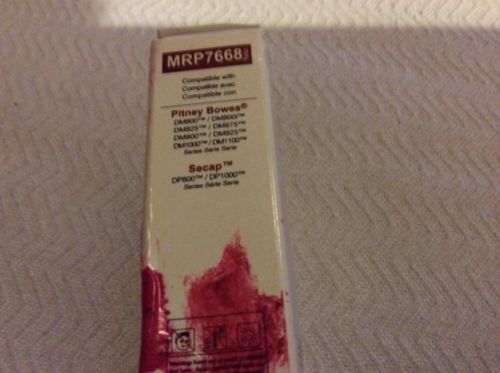 MRP7668
Compatible with
Compatible avec
Compatible con
Pitney Bowes®
DM800™ / DM800i™
DM825™ / DM875™
DM900™ / DM925™
DM1000™ / DM1100™
Series Série Serie
Secap™
DP800™ / DP1000™
Series Série Serie